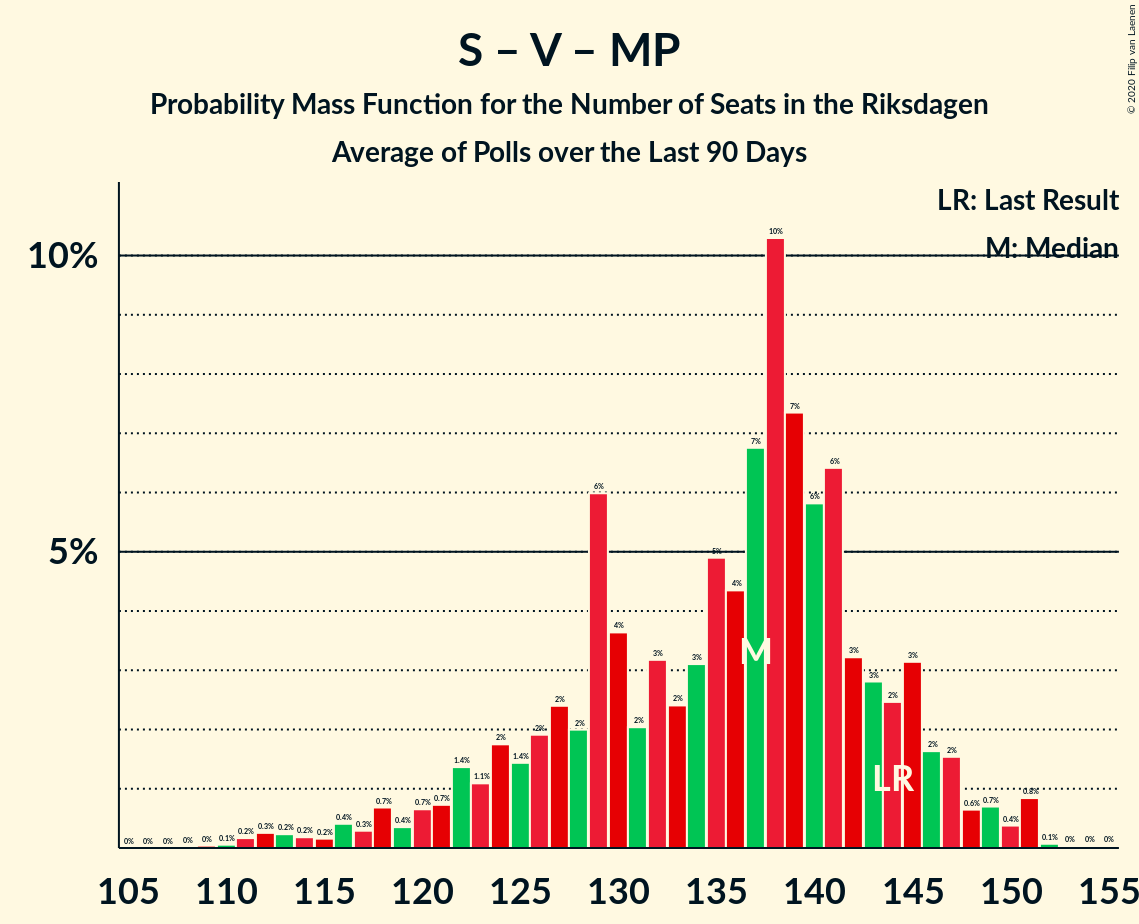 © 2020 Filip van Laenen
S – V – MP
Probability Mass Function for the Number of Seats in the Riksdagen
Average of Polls over the Last 90 Days
LR: Last Result
M: Median
10%
5%
0% 0% 0% 0% 0% 0.1% 0.2% 0.3% 0.2% 0.2% 0.2% 0.4% 0.3% 0.7% 0.4% 0.7% 0.7% 1.4% 1.1% 2% 1.4% 2% 2% 2% 6% 4% 2% 3% 2% 3% 5% 4% 7% 10% 7% 6% 6% 3% 3% 2% 3% 2% 2% 0.6% 0.7% 0.4% 0.8% 0.1% 0% 0% 0%
M
LR
105 110 115 120 125 130 135 140 145 150 155